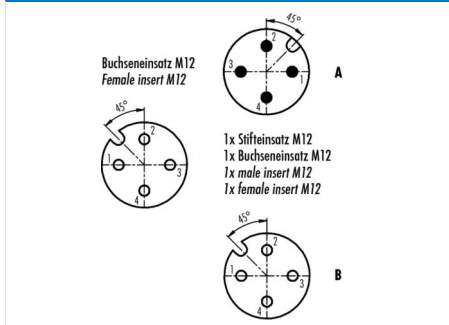 45°
2
3
1
4
A
Buchseneinsatz M12
Female insert M12
45°
2
1
3
4
1x Stifteinsatz M12
1x Buchseneinsatz M12
1x male insert M12
1x female insert M12
45°
2
1
3
4
B